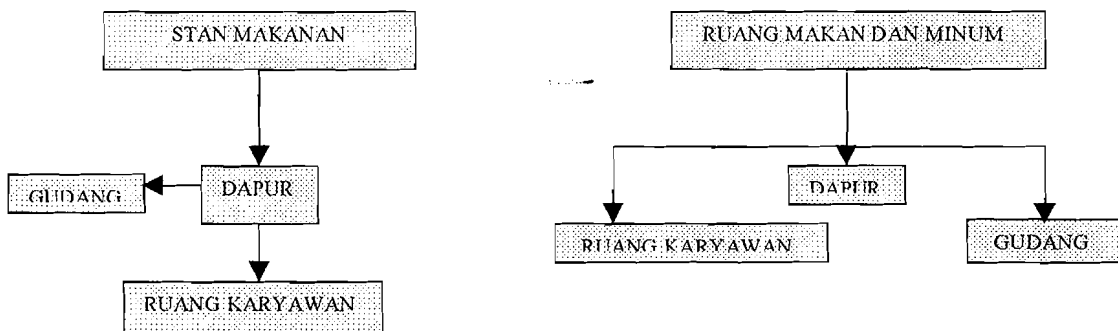 STAN MAKANAN
GUDANG
DAPUR
RUANG KARYAWAN
RUANG MAKAN DAN MINUM
DAPUR
RUANG KARYAWAN
GUDANG